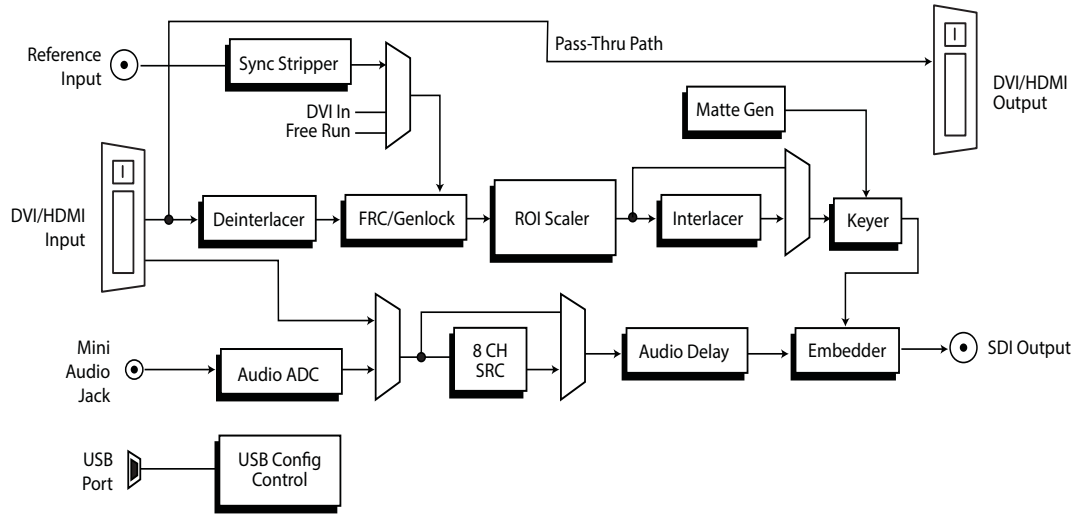 Reference
Input
Sync Stripper
Pass-Thru Path
DVI/HDMI
Output
DVI In
Free Run
Matte Gen
DVI/HDMI
Input
Deinterlacer
FRC/Genlock
ROI Scaler
Interlacer
Keyer
Mini
Audio
Jack
Audio ADC
8 CH
SRC
Audio Delay
Embedder
SDI Output
USB
Port
USB Config
Control